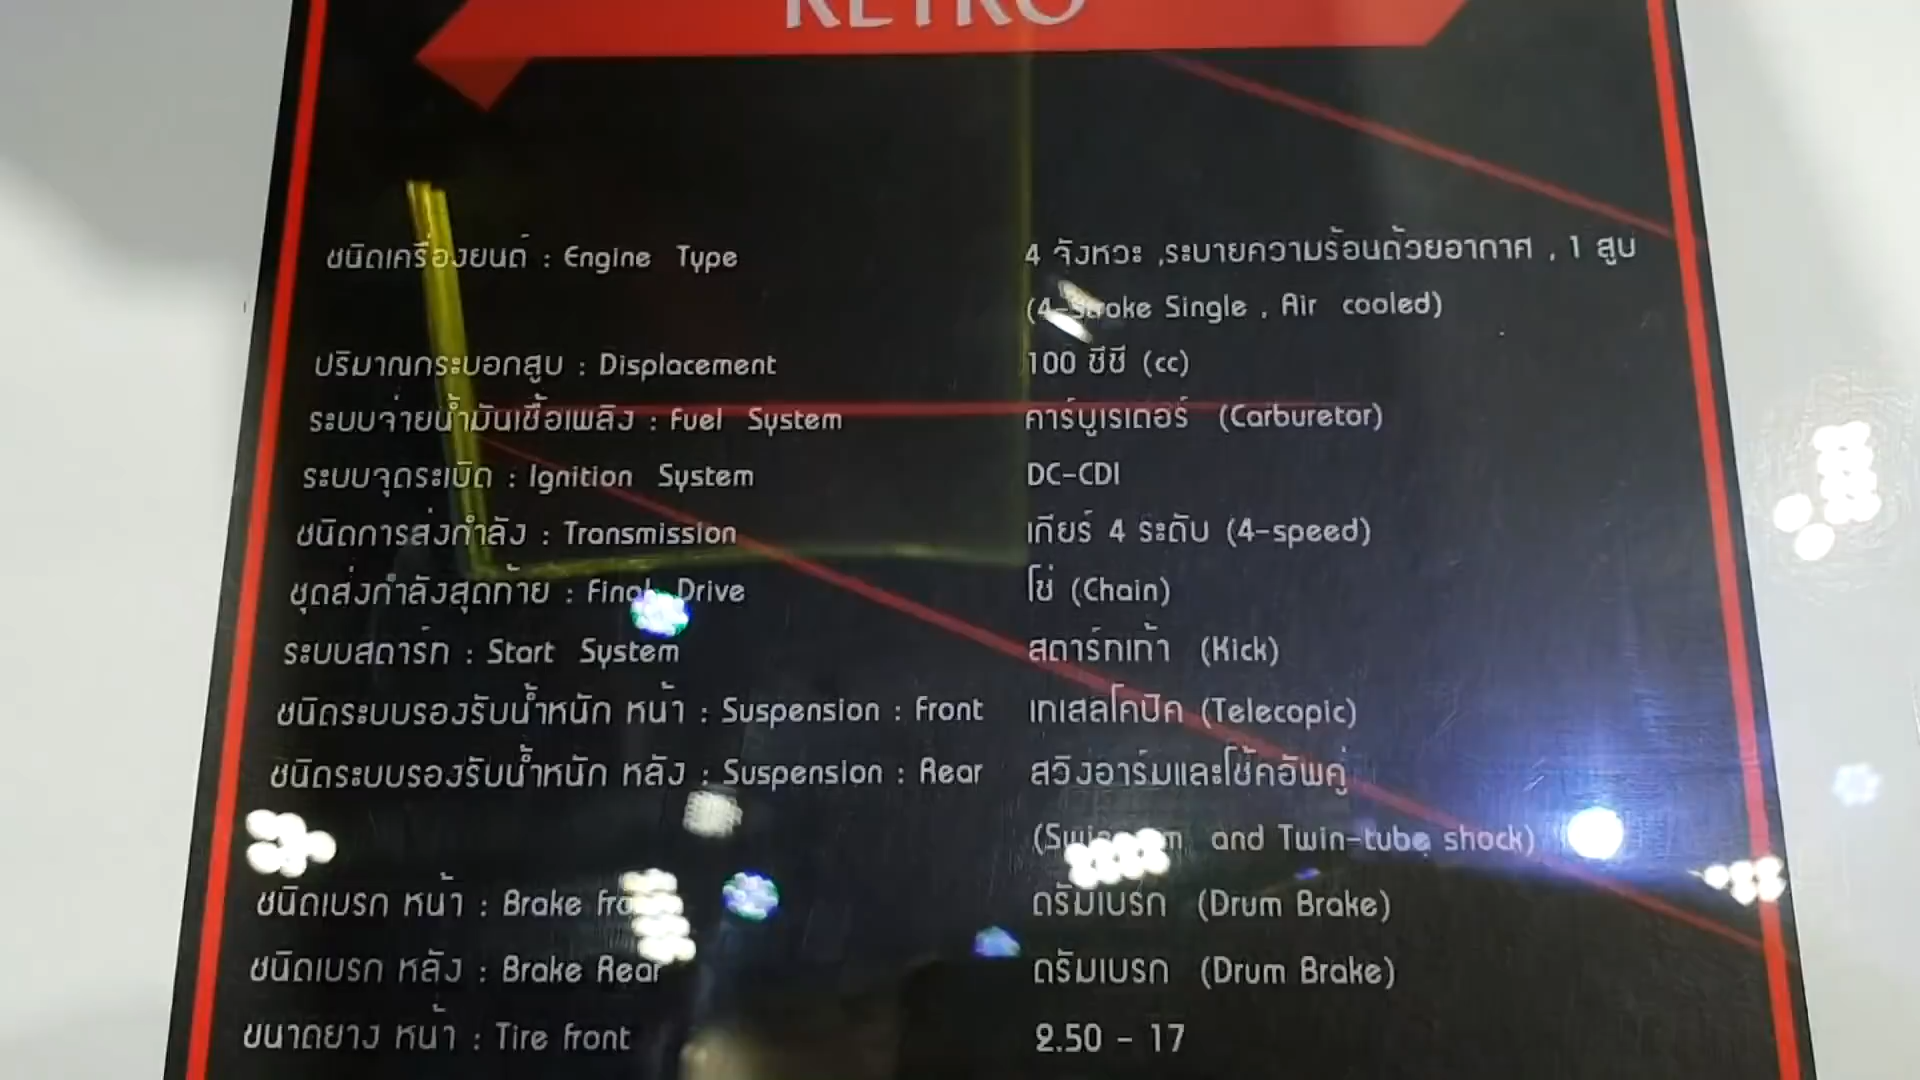 RETRO
ชนิดเครื่องยนต์ : Engine Type 4 จังหวะ ,ระบายความร้อนด้วยอากาศ , 1 สูบ
(4-Stroke Single , Air cooled)
ปริมาณกระบอกสูบ : Displacement 100 ซีซี (cc)
ระบบจ่ายน้ำมันเชื้อเพลิง : Fuel System คาร์บูเรเตอร์ (Carburetor)
ระบบจุดระเบิด : Ignition System DC-CDI
ชนิดการส่งกำลัง : Transmission เกียร์ 4 ระดับ (4-speed)
ชุดส่งกำลังสุดท้าย : Final Drive โซ่ (Chain)
ระบบสตาร์ท : Start System สตาร์ทเท้า (Kick)
ชนิดระบบรองรับน้ำหนัก หน้า : Suspension : Front เทเสลโคปิค (Telecopic)
ชนิดระบบรองรับน้ำหนัก หลัง : Suspension : Rear สวิงอาร์มและโช้คอัพคู่
(Swingarm and Twin-tube shock)
ชนิดเบรก หน้า : Brake front ดรัมเบรก (Drum Brake)
ชนิดเบรก หลัง : Brake Rear ดรัมเบรก (Drum Brake)
ขนาดยาง หน้า : Tire front 2.50 - 17